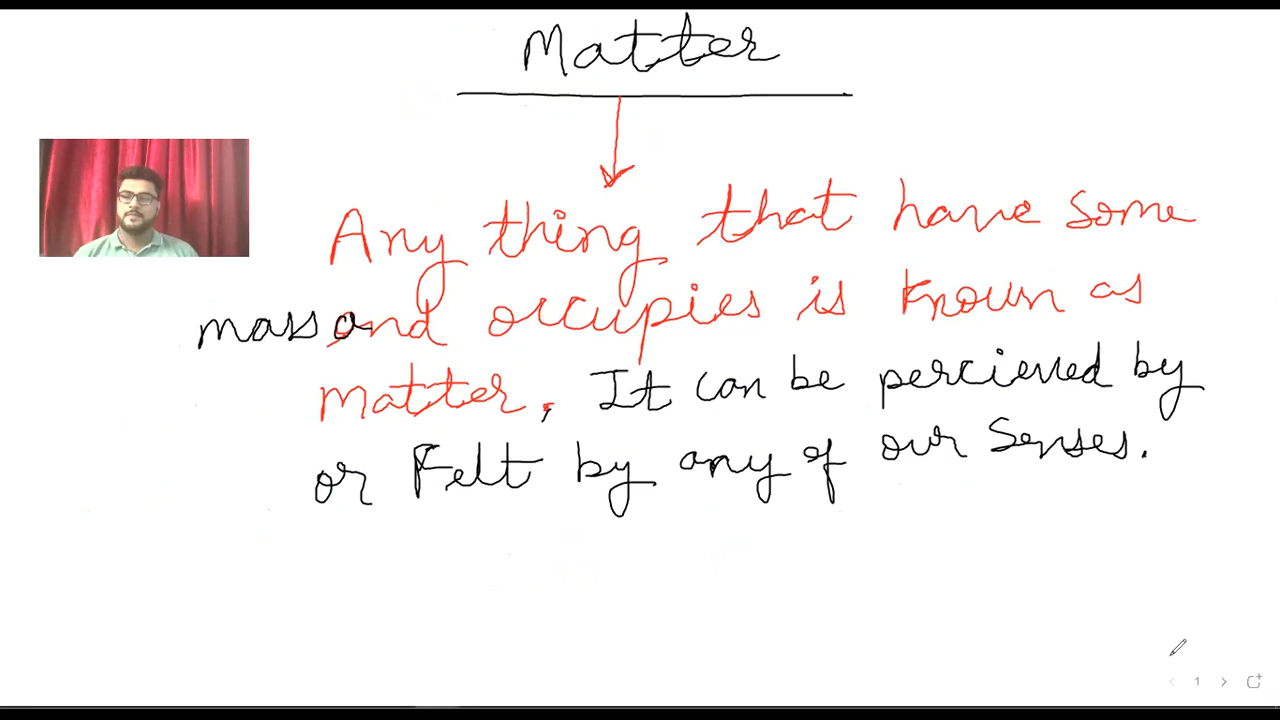 Matter
Any thing that have some
mass and occupies is known as
Matter. It can be percieved by
or Felt by any of our Senses.
1